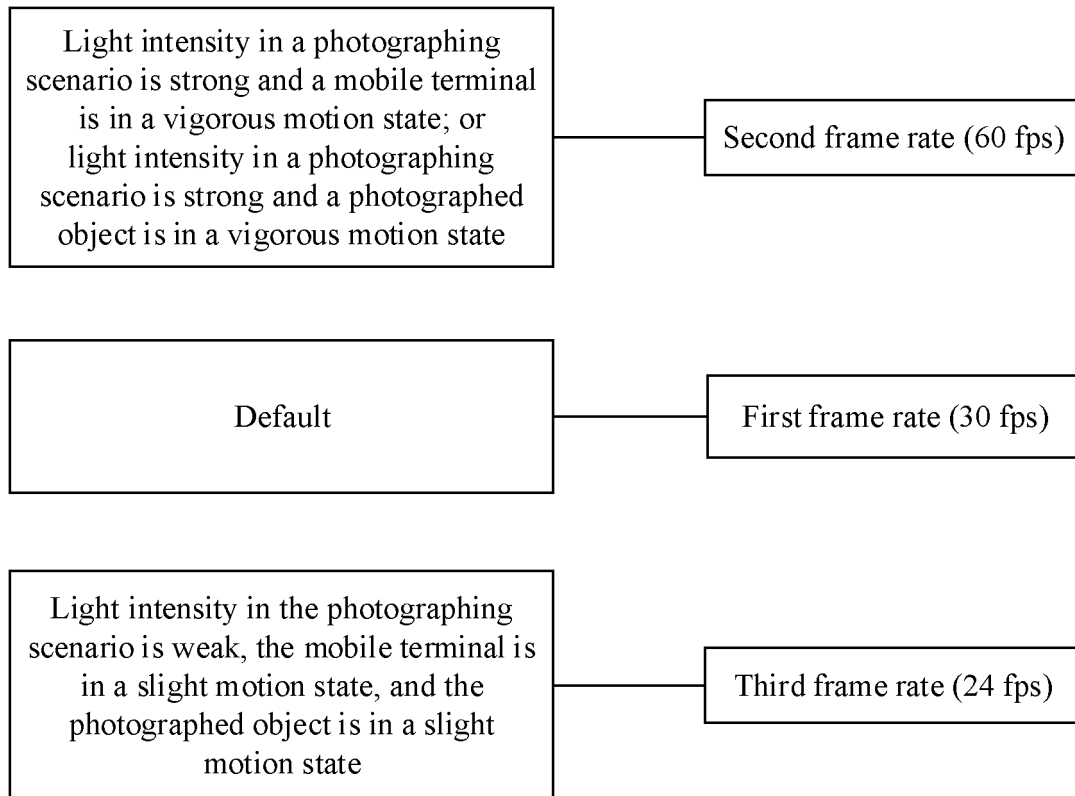 Light intensity in a photographing
scenario is strong and a mobile terminal
is in a vigorous motion state; or
light intensity in a photographing
scenario is strong and a photographed
object is in a vigorous motion state
Second frame rate (60 fps)
Default
First frame rate (30 fps)
Light intensity in the photographing
scenario is weak, the mobile terminal is
in a slight motion state, and the
photographed object is in a slight
motion state
Third frame rate (24 fps)